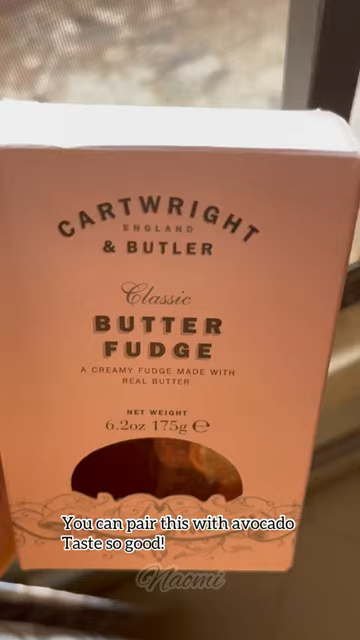 CARTWRIGHT
ENGLAND
& BUTLER
Classic
BUTTER
FUDGE
A CREAMY FUDGE MADE WITH
REAL BUTTER
NET WEIGHT
6.2oz 175g ℮
You can pair this with avocado
Taste so good!
Naomi